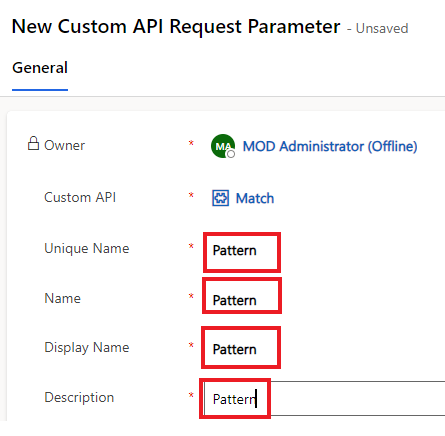 New Custom API Request Parameter - Unsaved
General
Owner * MA MOD Administrator (Offline)
Custom API * Match
Unique Name * Pattern
Name * Pattern
Display Name * Pattern
Description * Pattern